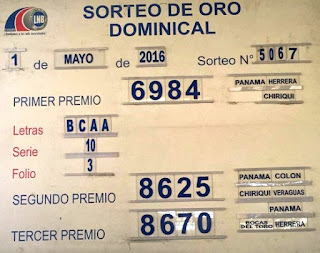 LNB
SORTEO DE ORO
DOMINICAL
1 de MAYO de 2016 Sorteo N° 5067
PRIMER PREMIO 6984 PANAMA HERRERA
CHIRIQUI
Letras BCAA
Serie 10
Folio 3
SEGUNDO PREMIO 8625 PANAMA COLON
CHIRIQUI VERAGUAS
TERCER PREMIO 8670 PANAMA
BOCAS DEL TORO HERRERA